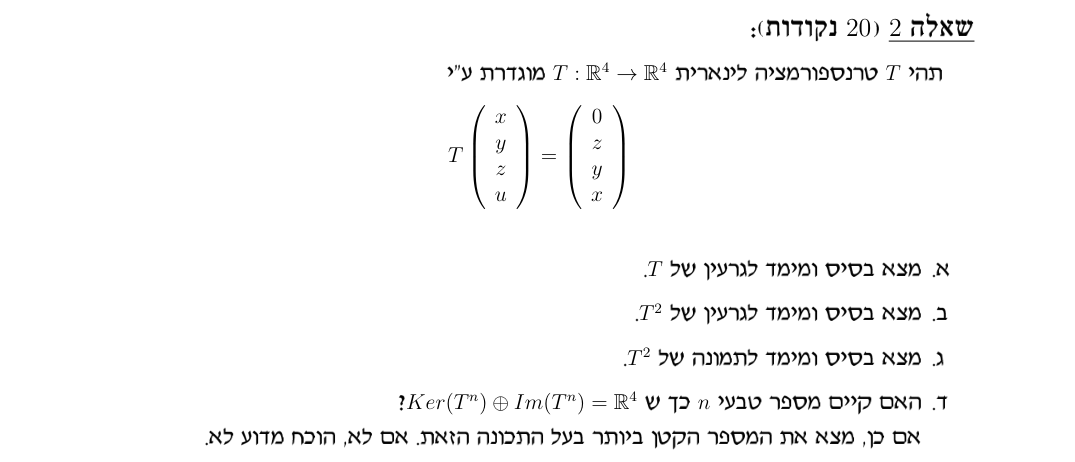 שאלה 2 (20 נקודות):
תהי T טרנספורמציה לינארית T : ℝ⁴ → ℝ⁴ מוגדרת ע"י
T ( x y z u ) = ( 0 z y x )
א. מצא בסיס ומימד לגרעין של T.
ב. מצא בסיס ומימד לגרעין של T².
ג. מצא בסיס ומימד לתמונה של T².
ד. האם קיים מספר טבעי n כך ש Ker(Tⁿ) ⊕ Im(Tⁿ) = ℝ⁴?
אם כן, מצא את המספר הקטן ביותר בעל התכונה הזאת. אם לא, הוכח מדוע לא.